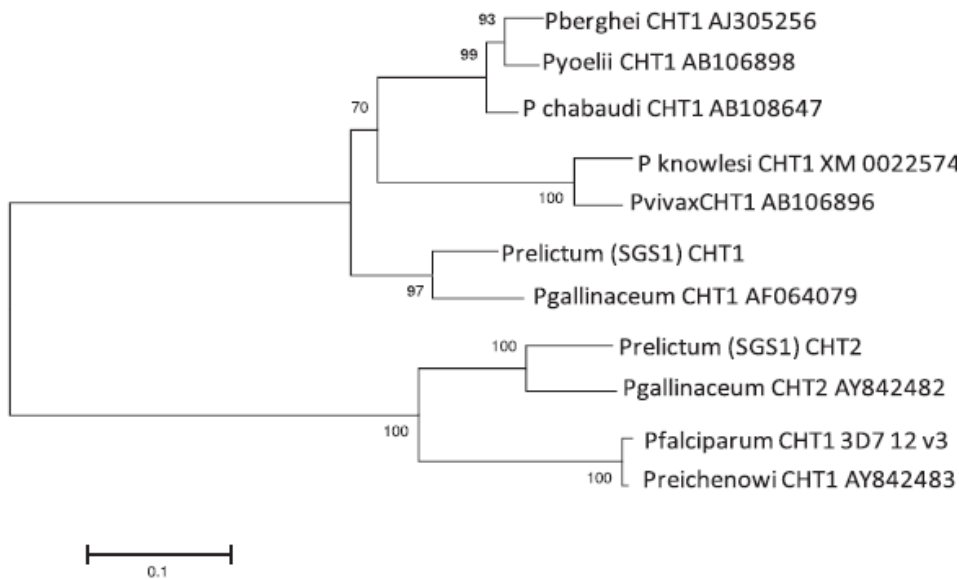 93
Pberghei CHT1 AJ305256
99
Pyoelii CHT1 AB106898
P chabaudi CHT1 AB108647
70
P knowlesi CHT1 XM 0022574
100
PvivaxCHT1 AB106896
Prelictum (SGS1) CHT1
97
Pgallinaceum CHT1 AF064079
100
Prelictum (SGS1) CHT2
Pgallinaceum CHT2 AY842482
100
Pfalciparum CHT1 3D7 12 v3
100
Preichenowi CHT1 AY842483
0.1